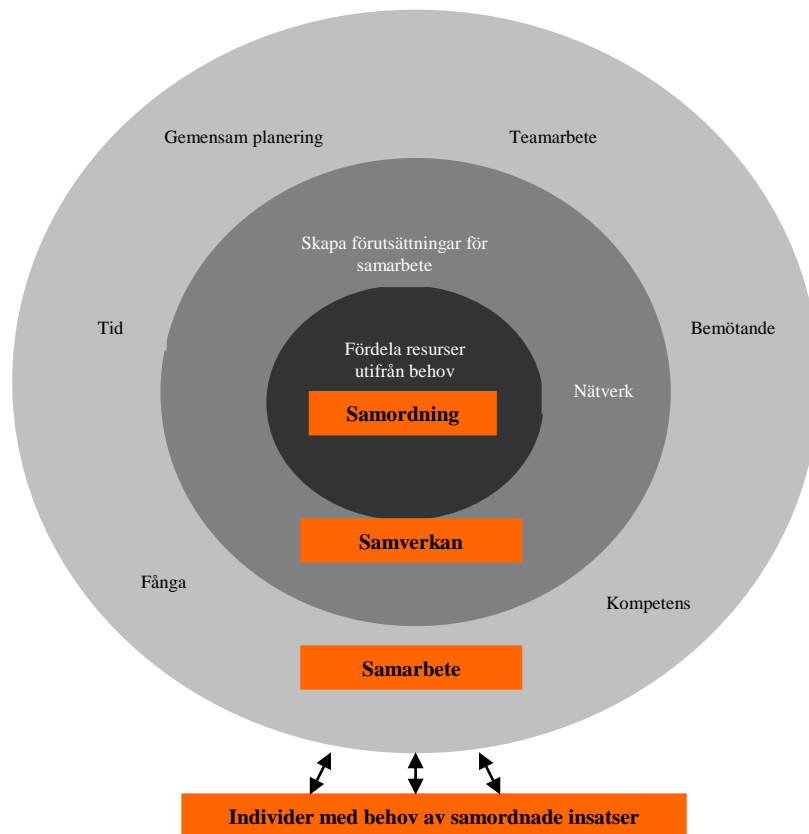 Gemensam planering
Teamarbete
Skapa förutsättningar för
samarbete
Tid
Bemötande
Fördela resurser
utifrån behov
Nätverk
Samordning
Samverkan
Fånga
Kompetens
Samarbete
Individer med behov av samordnade insatser